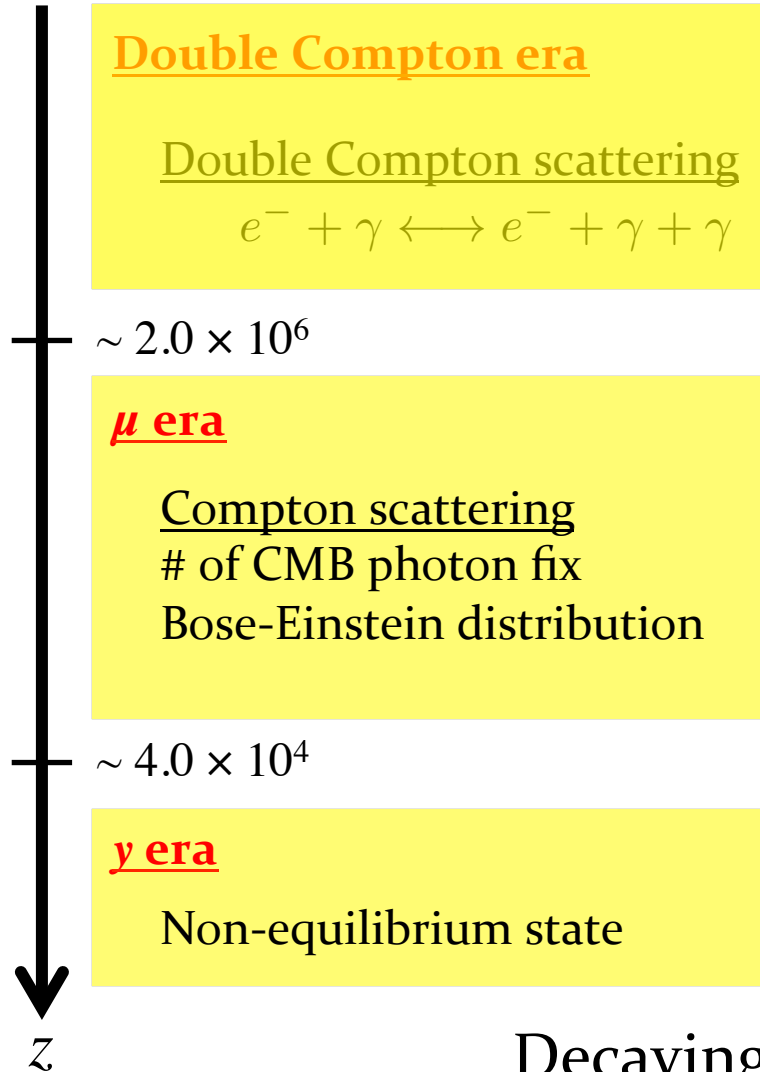 Double Compton era
Double Compton scattering
e⁻ + γ ⟷ e⁻ + γ + γ
~ 2.0 × 10⁶
μ era
Compton scattering
# of CMB photon fix
Bose-Einstein distribution
~ 4.0 × 10⁴
y era
Non-equilibrium state
z
Decaying